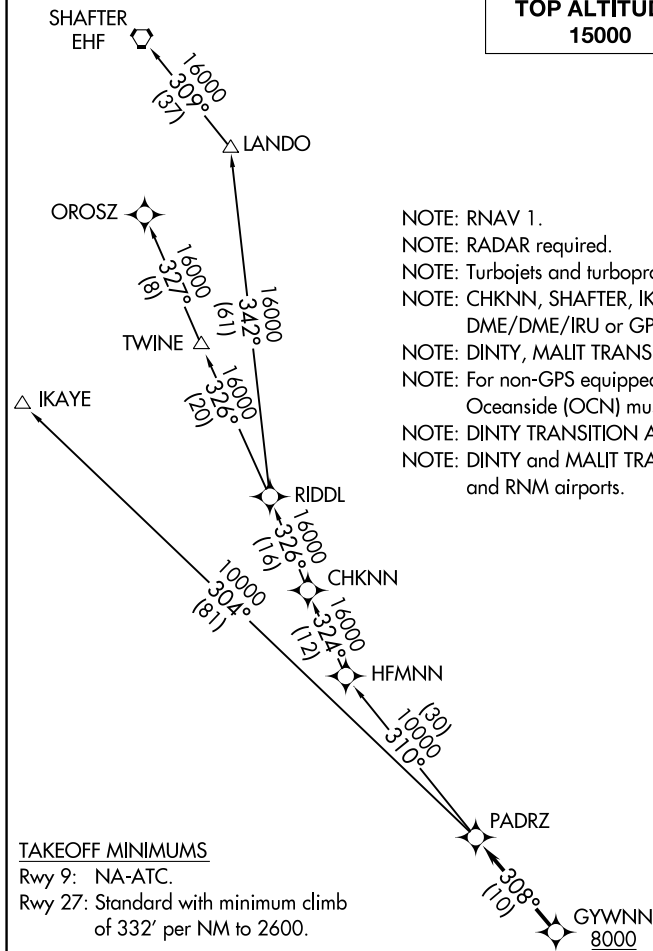 TOP ALTITUD
15000
SHAFTER
EHF
16000
309°
(37)
LANDO
OROSZ
16000
327°
(8)
16000
342°
(61)
TWINE
16000
326°
(20)
IKAYE
NOTE: RNAV 1.
NOTE: RADAR required.
NOTE: Turbojets and turbopro
NOTE: CHKNN, SHAFTER, IK
DME/DME/IRU or GP
NOTE: DINTY, MALIT TRANS
NOTE: For non-GPS equipped
Oceanside (OCN) mu
NOTE: DINTY TRANSITION A
NOTE: DINTY and MALIT TRA
and RNM airports.
RIDDL
16000
326°
(16)
CHKNN
10000
304°
(81)
16000
324°
(12)
HFMNN
(30)
10000
310°
PADRZ
308°
(10)
GYWNN
8000
TAKEOFF MINIMUMS
Rwy 9: NA-ATC.
Rwy 27: Standard with minimum climb
of 332' per NM to 2600.